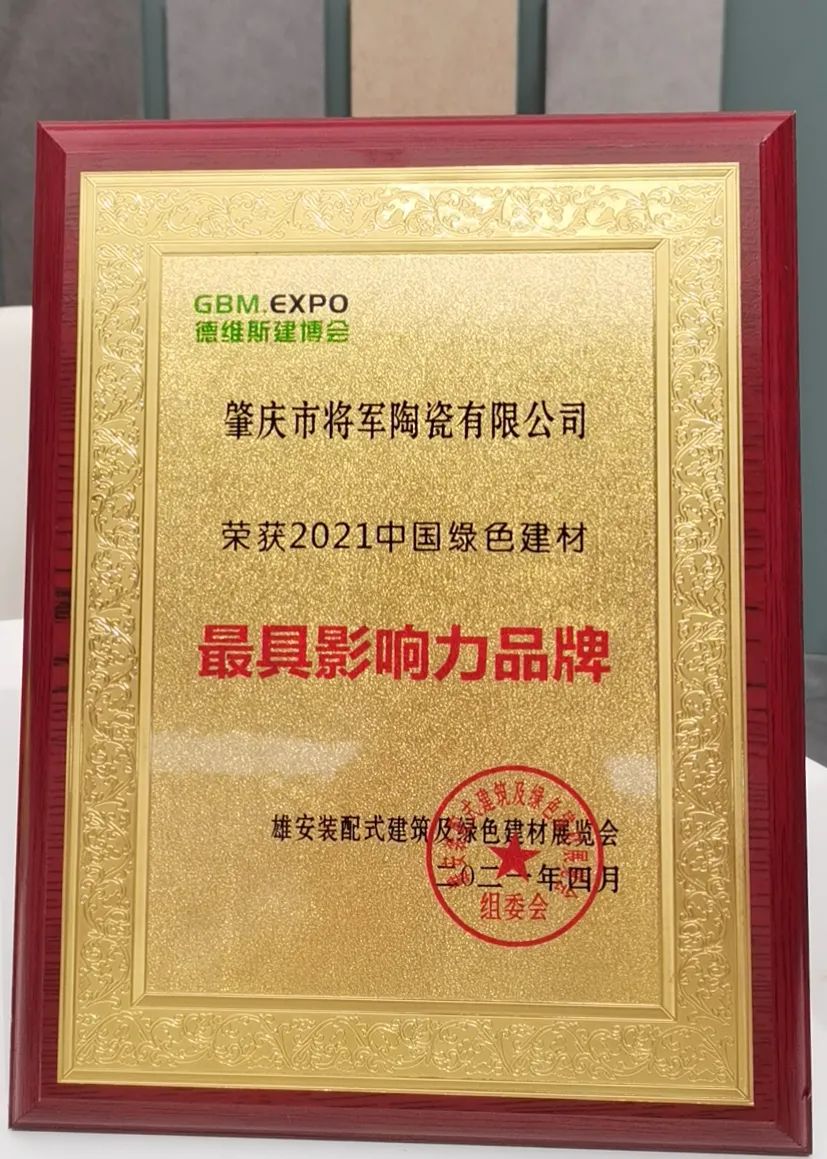 GBM.EXPO
德维斯建博会
肇庆市将军陶瓷有限公司
荣获2021中国绿色建材
最具影响力品牌
雄安装配式建筑及绿色建材展览会
二〇二一年四月
组委会